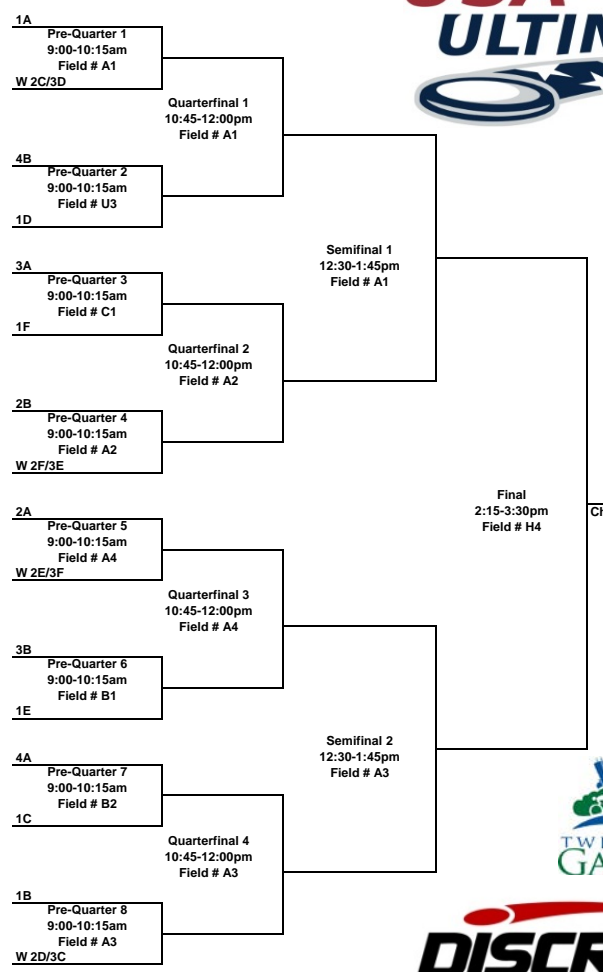 1A
Pre-Quarter 1
9:00-10:15am
Field # A1
W 2C/3D
Quarterfinal 1
10:45-12:00pm
Field # A1
4B
Pre-Quarter 2
9:00-10:15am
Field # U3
1D
Semifinal 1
12:30-1:45pm
Field # A1
3A
Pre-Quarter 3
9:00-10:15am
Field # C1
1F
Quarterfinal 2
10:45-12:00pm
Field # A2
2B
Pre-Quarter 4
9:00-10:15am
Field # A2
W 2F/3E
Final
2:15-3:30pm
Field # H4
2A
Pre-Quarter 5
9:00-10:15am
Field # A4
W 2E/3F
Quarterfinal 3
10:45-12:00pm
Field # A4
3B
Pre-Quarter 6
9:00-10:15am
Field # B1
1E
Semifinal 2
12:30-1:45pm
Field # A3
4A
Pre-Quarter 7
9:00-10:15am
Field # B2
1C
Quarterfinal 4
10:45-12:00pm
Field # A3
1B
Pre-Quarter 8
9:00-10:15am
Field # A3
W 2D/3C